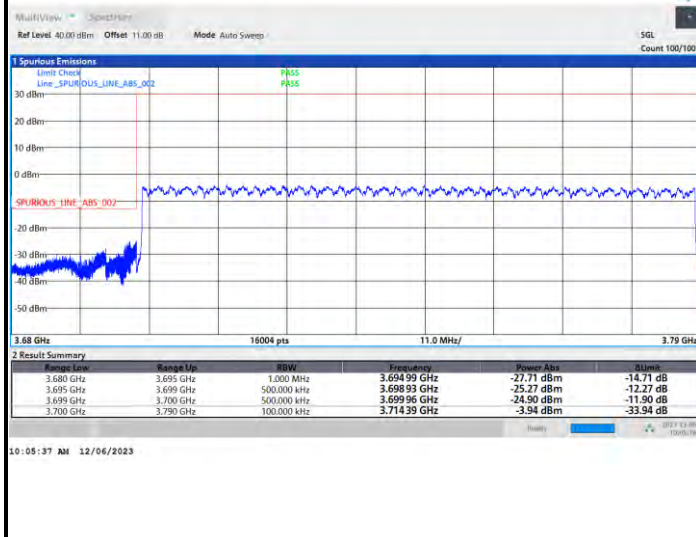 MultiView Spectrum
Ref Level 40.00 dBm Offset 11.00 dB Mode Auto Sweep SGL
Count 100/100
1 Spurious Emissions
Limit Check PASS
Line _SPURIOUS_LINE_ABS_002 PASS
30 dBm
20 dBm
10 dBm
0 dBm
SPURIOUS_LINE_ABS_002
-20 dBm
-30 dBm
-40 dBm
-50 dBm
3.68 GHz 16004 pts 11.0 MHz/ 3.79 GHz
2 Result Summary
Range Low Range Up RBW Frequency Power Abs ΔLimit
3.680 GHz 3.695 GHz 1.000 MHz 3.694 99 GHz -27.71 dBm -14.71 dB
3.695 GHz 3.699 GHz 500.000 kHz 3.698 93 GHz -25.27 dBm -12.27 dB
3.699 GHz 3.700 GHz 500.000 kHz 3.699 96 GHz -24.90 dBm -11.90 dB
3.700 GHz 3.790 GHz 100.000 kHz 3.714 39 GHz -3.94 dBm -33.94 dB
Ready
10:05:37 AM 12/06/2023